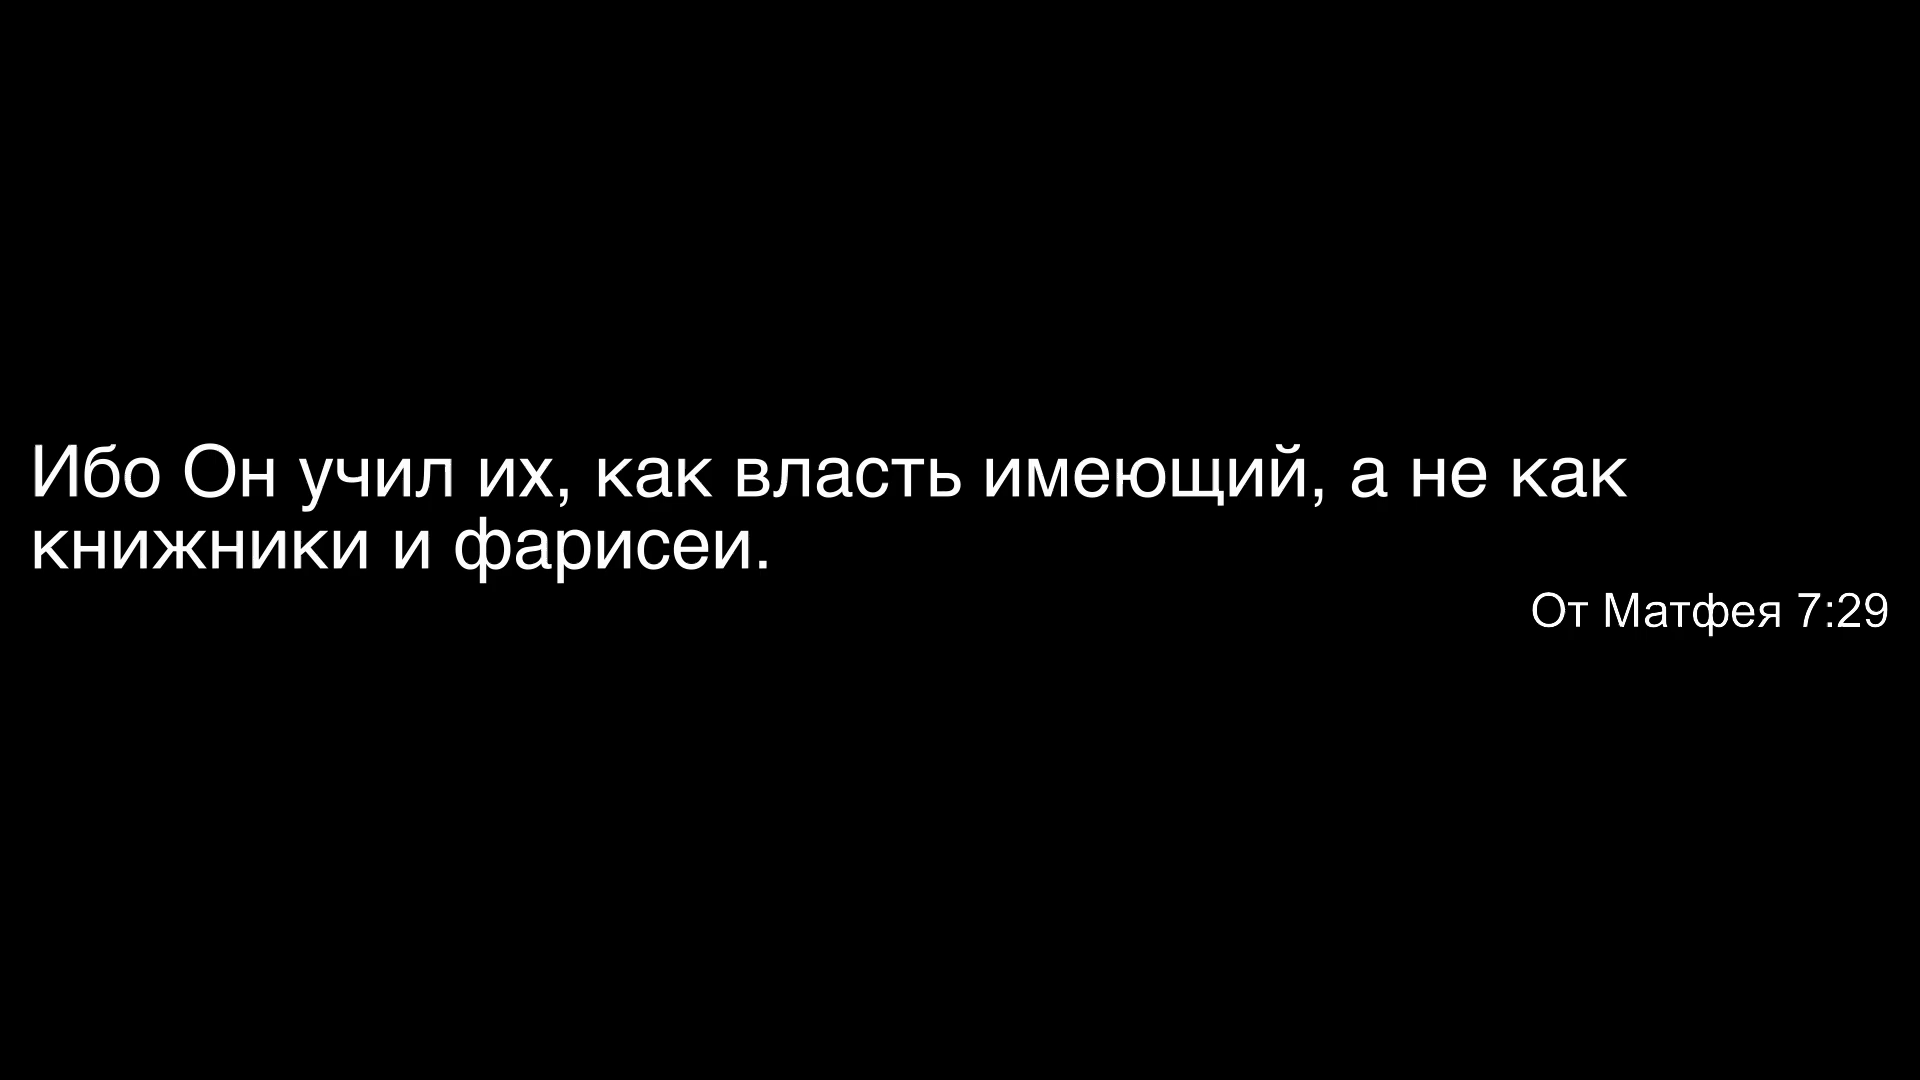 Ибо Он учил их, как власть имеющий, а не как
книжники и фарисеи.
От Матфея 7:29